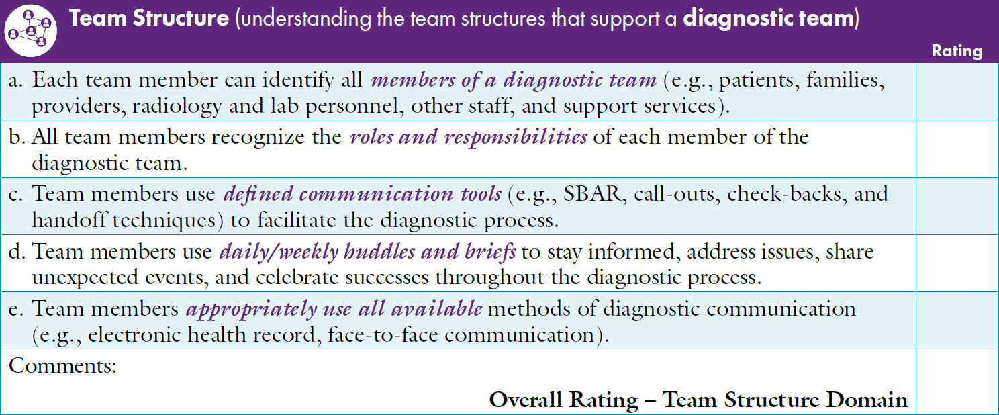 Team Structure (understanding the team structures that support a diagnostic team)
Rating
a. Each team member can identify all members of a diagnostic team (e.g., patients, families,
providers, radiology and lab personnel, other staff, and support services).
b. All team members recognize the roles and responsibilities of each member of the
diagnostic team.
c. Team members use defined communication tools (e.g., SBAR, call-outs, check-backs, and
handoff techniques) to facilitate the diagnostic process.
d. Team members use daily/weekly huddles and briefs to stay informed, address issues, share
unexpected events, and celebrate successes throughout the diagnostic process.
e. Team members appropriately use all available methods of diagnostic communication
(e.g., electronic health record, face-to-face communication).
Comments:
Overall Rating – Team Structure Domain